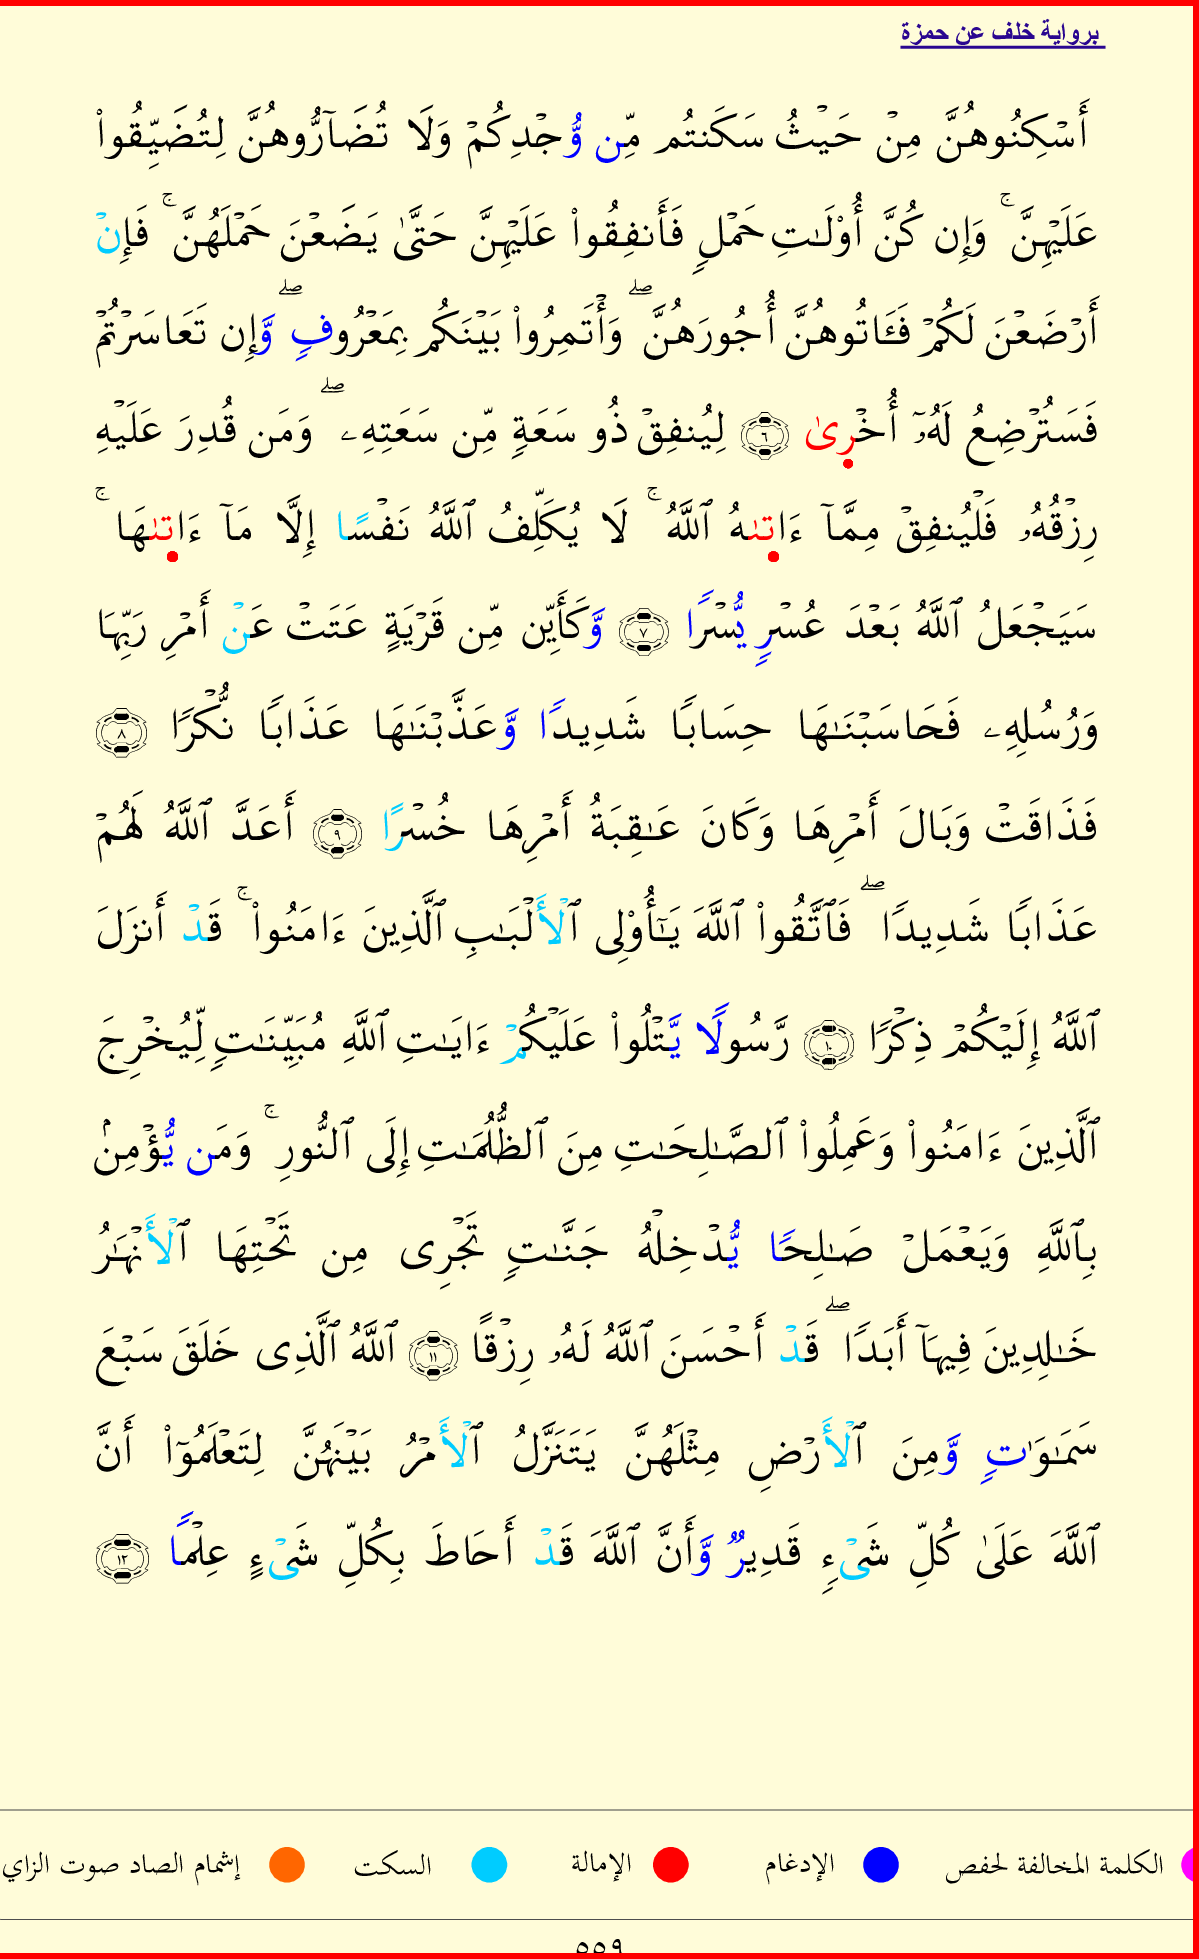 برواية خلف عن حمزة
أَسْكِنُوهُنَّ مِنْ حَيْثُ سَكَنتُم مِّن وُّجْدِكُمْ وَلَا تُضَآرُّوهُنَّ لِتُضَيِّقُوا۟
عَلَيْهِنَّ ۚ وَإِن كُنَّ أُو۟لَـٰتِ حَمْلٍ فَأَنفِقُوا۟ عَلَيْهِنَّ حَتَّىٰ يَضَعْنَ حَمْلَهُنَّ ۚ فَإِنْ
أَرْضَعْنَ لَكُمْ فَـَٔاتُوهُنَّ أُجُورَهُنَّ ۖ وَأْتَمِرُوا۟ بَيْنَكُم بِمَعْرُوفٍ ۖ وَّإِن تَعَاسَرْتُمْ
فَسَتُرْضِعُ لَهُۥٓ أُخْرِىٰ ٦ لِيُنفِقْ ذُو سَعَةٍ مِّن سَعَتِهِۦ ۖ وَمَن قُدِرَ عَلَيْهِ
رِزْقُهُۥ فَلْيُنفِقْ مِمَّآ ءَاتىٰهُ ٱللَّهُ ۚ لَا يُكَلِّفُ ٱللَّهُ نَفْسًا إِلَّا مَآ ءَاتىٰهَا ۚ
سَيَجْعَلُ ٱللَّهُ بَعْدَ عُسْرٍ يُّسْرًا ٧ وَّكَأَيِّن مِّن قَرْيَةٍ عَتَتْ عَنْ أَمْرِ رَبِّهَا
وَرُسُلِهِۦ فَحَاسَبْنَـٰهَا حِسَابًا شَدِيدًا وَّعَذَّبْنَـٰهَا عَذَابًا نُّكْرًا ٨
فَذَاقَتْ وَبَالَ أَمْرِهَا وَكَانَ عَـٰقِبَةُ أَمْرِهَا خُسْرًا ٩ أَعَدَّ ٱللَّهُ لَهُمْ
عَذَابًا شَدِيدًا ۖ فَٱتَّقُوا۟ ٱللَّهَ يَـٰٓأُو۟لِى ٱلْأَلْبَـٰبِ ٱلَّذِينَ ءَامَنُوا۟ ۚ قَدْ أَنزَلَ
ٱللَّهُ إِلَيْكُمْ ذِكْرًا ١٠ رَّسُولًا يَّتْلُوا۟ عَلَيْكُمْ ءَايَـٰتِ ٱللَّهِ مُبَيِّنَـٰتٍ لِّيُخْرِجَ
ٱلَّذِينَ ءَامَنُوا۟ وَعَمِلُوا۟ ٱلصَّـٰلِحَـٰتِ مِنَ ٱلظُّلُمَـٰتِ إِلَى ٱلنُّورِ ۚ وَمَن يُّؤْمِنۢ
بِٱللَّهِ وَيَعْمَلْ صَـٰلِحًا يُّدْخِلْهُ جَنَّـٰتٍ تَجْرِى مِن تَحْتِهَا ٱلْأَنْهَـٰرُ
خَـٰلِدِينَ فِيهَآ أَبَدًا ۖ قَدْ أَحْسَنَ ٱللَّهُ لَهُۥ رِزْقًا ١١ ٱللَّهُ ٱلَّذِى خَلَقَ سَبْعَ
سَمَـٰوَٰتٍ وَّمِنَ ٱلْأَرْضِ مِثْلَهُنَّ يَتَنَزَّلُ ٱلْأَمْرُ بَيْنَهُنَّ لِتَعْلَمُوٓا۟ أَنَّ
ٱللَّهَ عَلَىٰ كُلِّ شَىْءٍ قَدِيرٌ وَّأَنَّ ٱللَّهَ قَدْ أَحَاطَ بِكُلِّ شَىْءٍ عِلْمًا ١٢
الكلمة المخالفة لحفص الإدغام الإمالة السكت إشمام الصاد صوت الزاي
٥٥٩